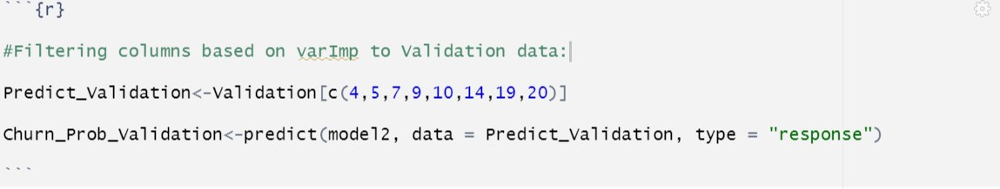 ```{r}
#Filtering columns based on varImp to Validation data:
Predict_Validation<-Validation[c(4,5,7,9,10,14,19,20)]
Churn_Prob_Validation<-predict(model2, data = Predict_Validation, type = "response")
```